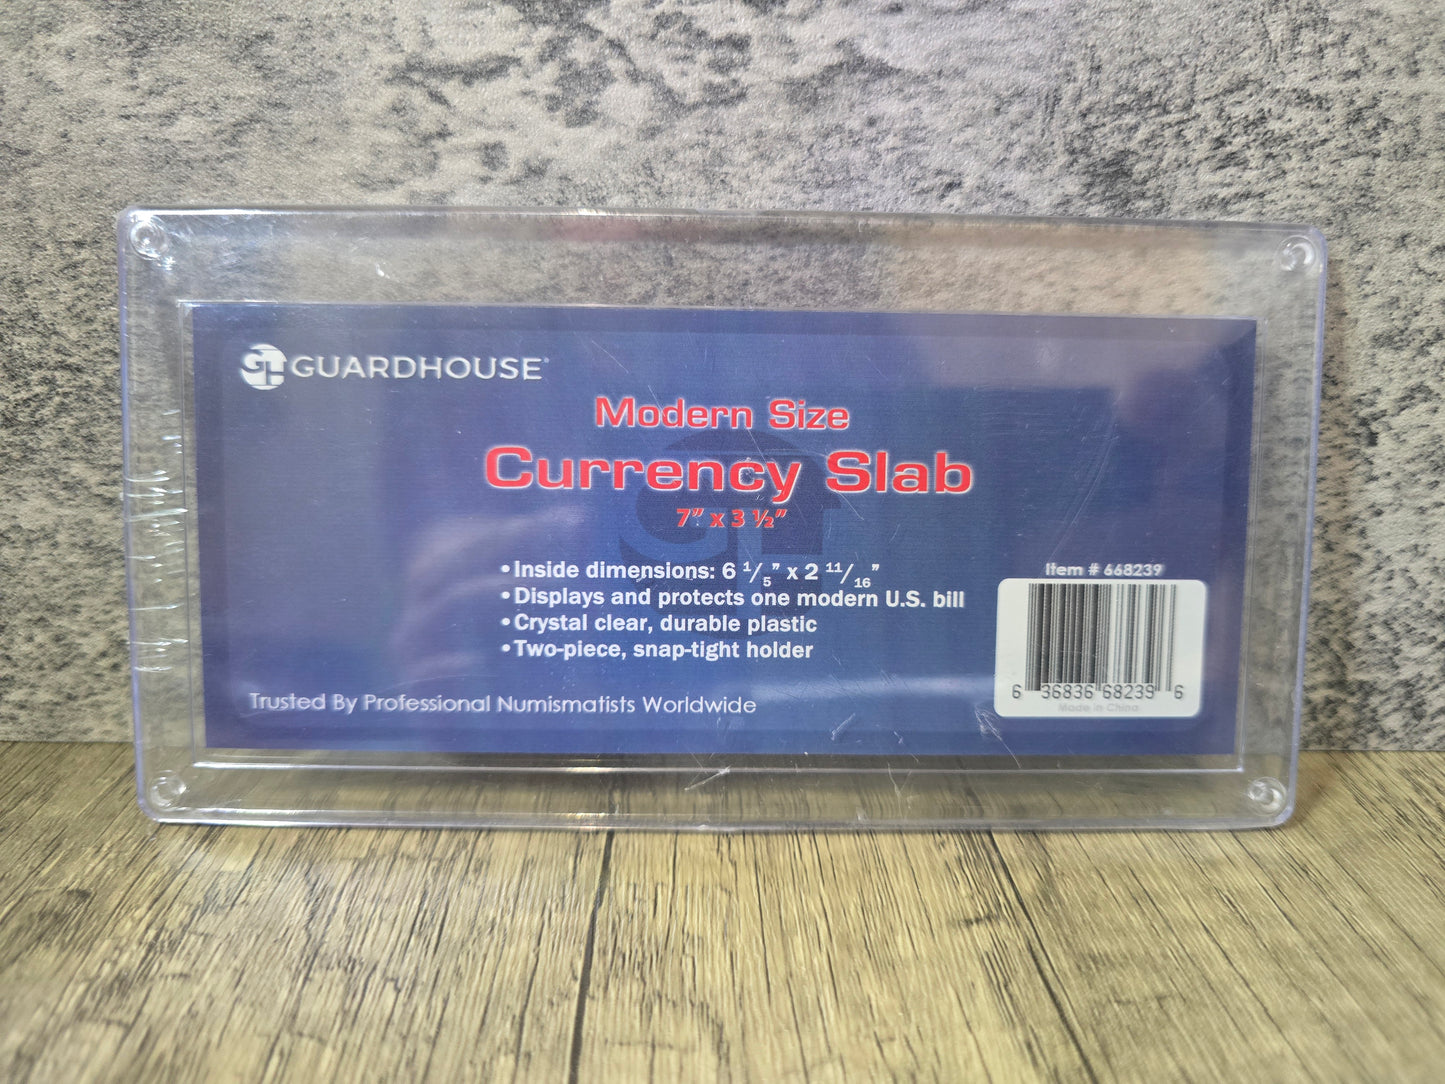 GH GUARDHOUSE®
Modern Size
Currency Slab
7" x 3 ½"
• Inside dimensions: 6 1/5" x 2 11/16"
• Displays and protects one modern U.S. bill
• Crystal clear, durable plastic
• Two-piece, snap-tight holder
Trusted By Professional Numismatists Worldwide
Item # 668239
6 36836 68239 6
Made in China